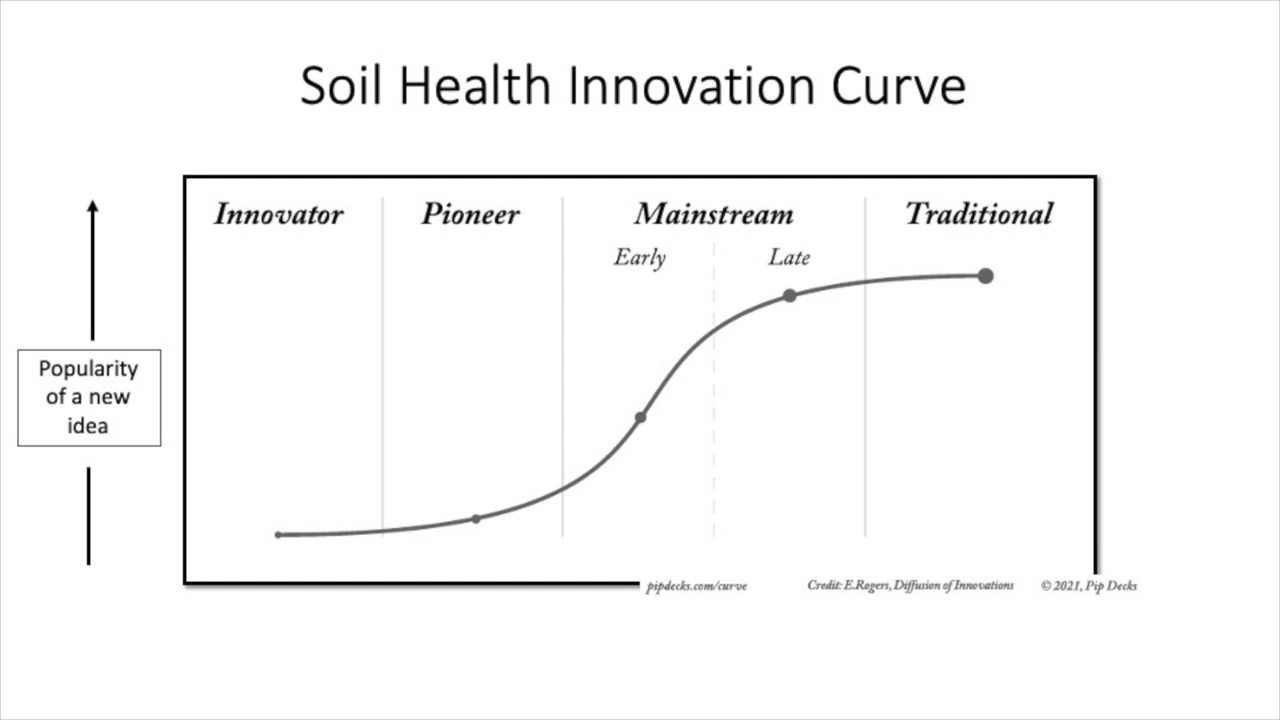 Soil Health Innovation Curve
Innovator
Pioneer
Mainstream
Traditional
Early
Late
Popularity
of a new
idea
pipdecks.com/curve
Credit: E.Rogers, Diffusion of Innovations
© 2021, Pip Decks